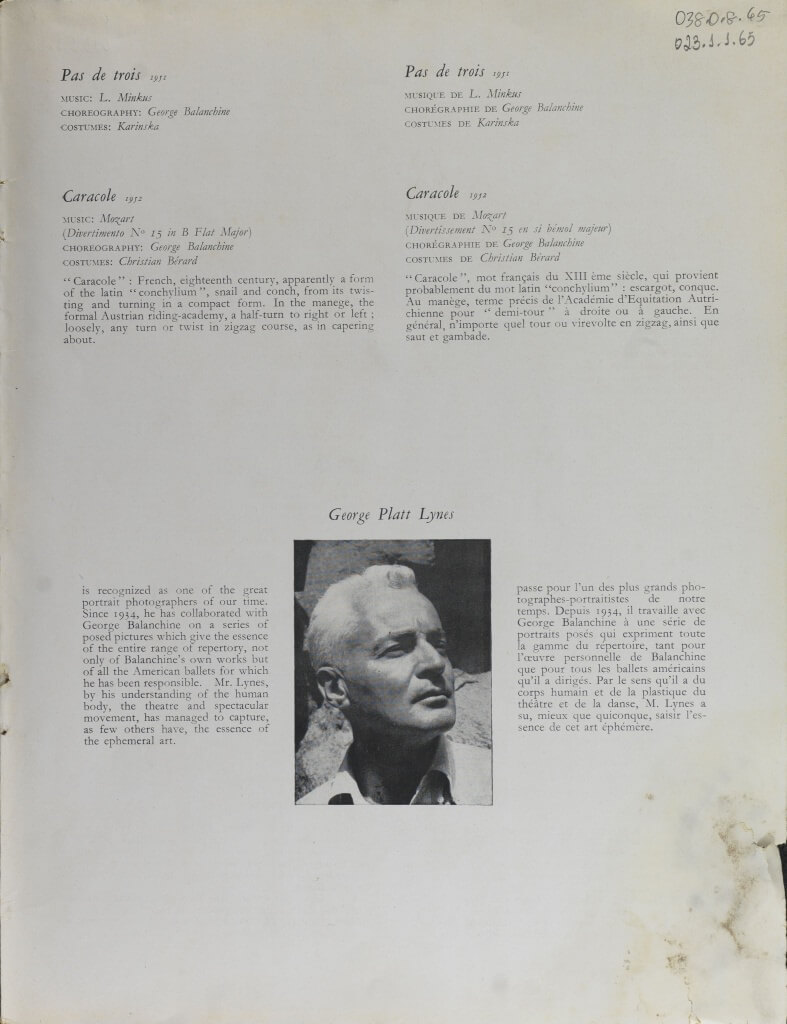 038.0.8.65
023.1.1.65
Pas de trois 1951
MUSIC: L. Minkus
CHOREOGRAPHY: George Balanchine
COSTUMES: Karinska
Caracole 1952
MUSIC: Mozart
(Divertimento No 15 in B Flat Major)
CHOREOGRAPHY: George Balanchine
COSTUMES: Christian Bérard
“Caracole” : French, eighteenth century, apparently a form
of the latin “conchylium”, snail and conch, from its twis-
ting and turning in a compact form. In the manege, the
formal Austrian riding-academy, a half-turn to right or left ;
loosely, any turn or twist in zigzag course, as in capering
about.
Pas de trois 1951
MUSIQUE DE L. Minkus
CHORÉGRAPHIE DE George Balanchine
COSTUMES DE Karinska
Caracole 1952
MUSIQUE DE Mozart
(Divertissement No 15 en si bémol majeur)
CHORÉGRAPHIE DE George Balanchine
COSTUMES DE Christian Bérard
“Caracole”, mot français du XIII ème siècle, qui provient
probablement du mot latin “conchylium” : escargot, conque.
Au manège, terme précis de l'Académie d'Equitation Autri-
chienne pour “ demi-tour” à droite ou à gauche. En
général, n'importe quel tour ou virevolte en zigzag, ainsi que
saut et gambade.
George Platt Lynes
is recognized as one of the great
portrait photographers of our time.
Since 1934, he has collaborated with
George Balanchine on a series of
posed pictures which give the essence
of the entire range of repertory, not
only of Balanchine's own works but
of all the American ballets for which
he has been responsible. Mr. Lynes,
by his understanding of the human
body, the theatre and spectacular
movement, has managed to capture,
as few others have, the essence of
the ephemeral art.
passe pour l'un des plus grands pho-
tographes-portraitistes de notre
temps. Depuis 1934, il travaille avec
George Balanchine à une série de
portraits posés qui expriment toute
la gamme du répertoire, tant pour
l'œuvre personnelle de Balanchine
que pour tous les ballets américains
qu'il a dirigés. Par le sens qu'il a du
corps humain et de la plastique du
théâtre et de la danse, M. Lynes a
su, mieux que quiconque, saisir l'es-
sence de cet art éphémère.